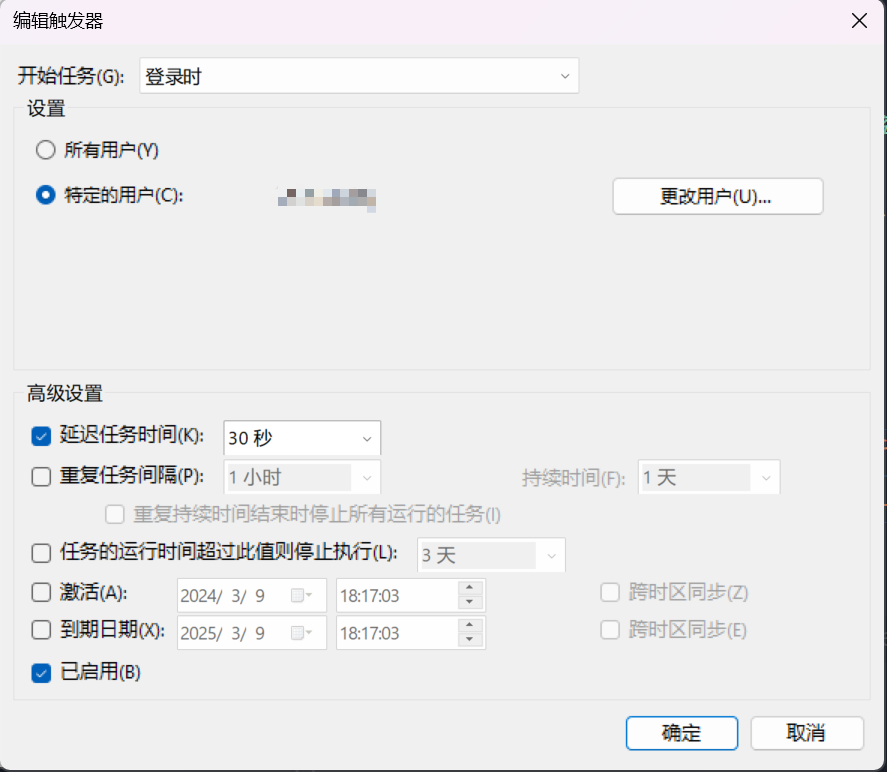 编辑触发器
开始任务(G): 登录时
设置
所有用户(Y)
特定的用户(C): 更改用户(U)...
高级设置
延迟任务时间(K): 30 秒
重复任务间隔(P): 1 小时 持续时间(F): 1 天
重复持续时间结束时停止所有运行的任务(I)
任务的运行时间超过此值则停止执行(L): 3 天
激活(A): 2024/ 3/ 9 18:17:03 跨时区同步(Z)
到期日期(X): 2025/ 3/ 9 18:17:03 跨时区同步(E)
已启用(B)
确定 取消